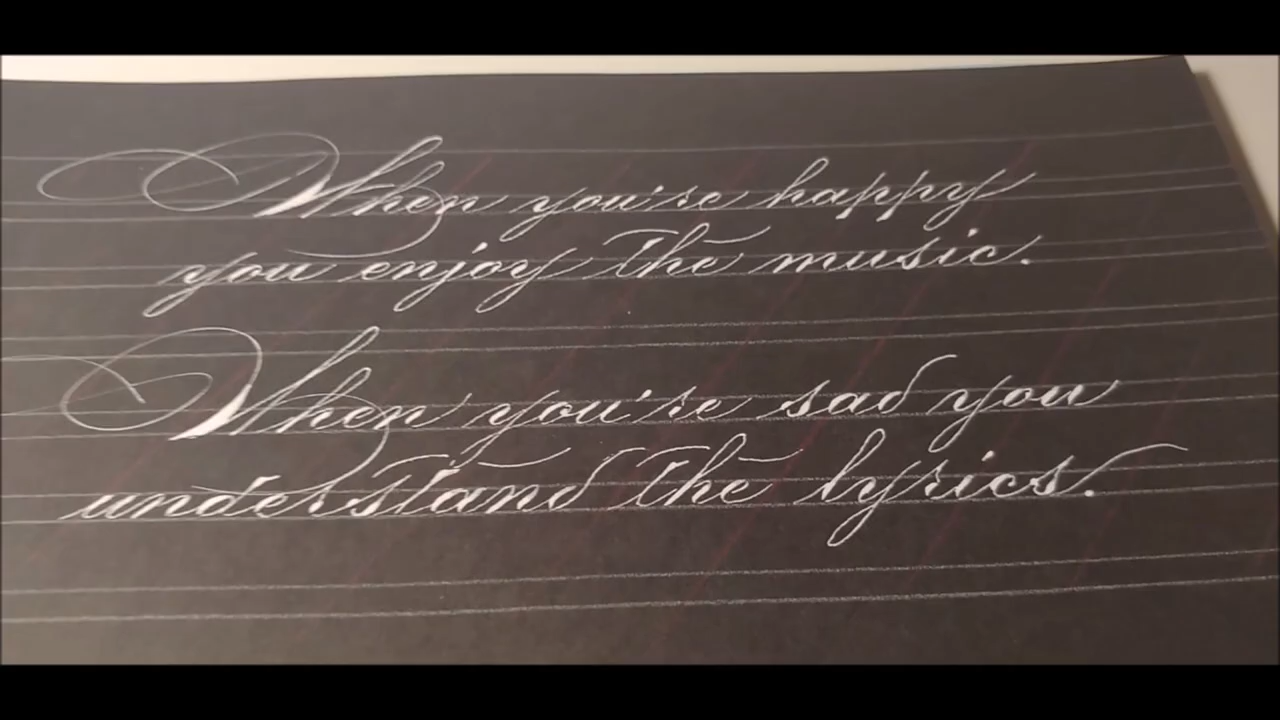 When you're happy
you enjoy the music.
When you're sad you
understand the lyrics.